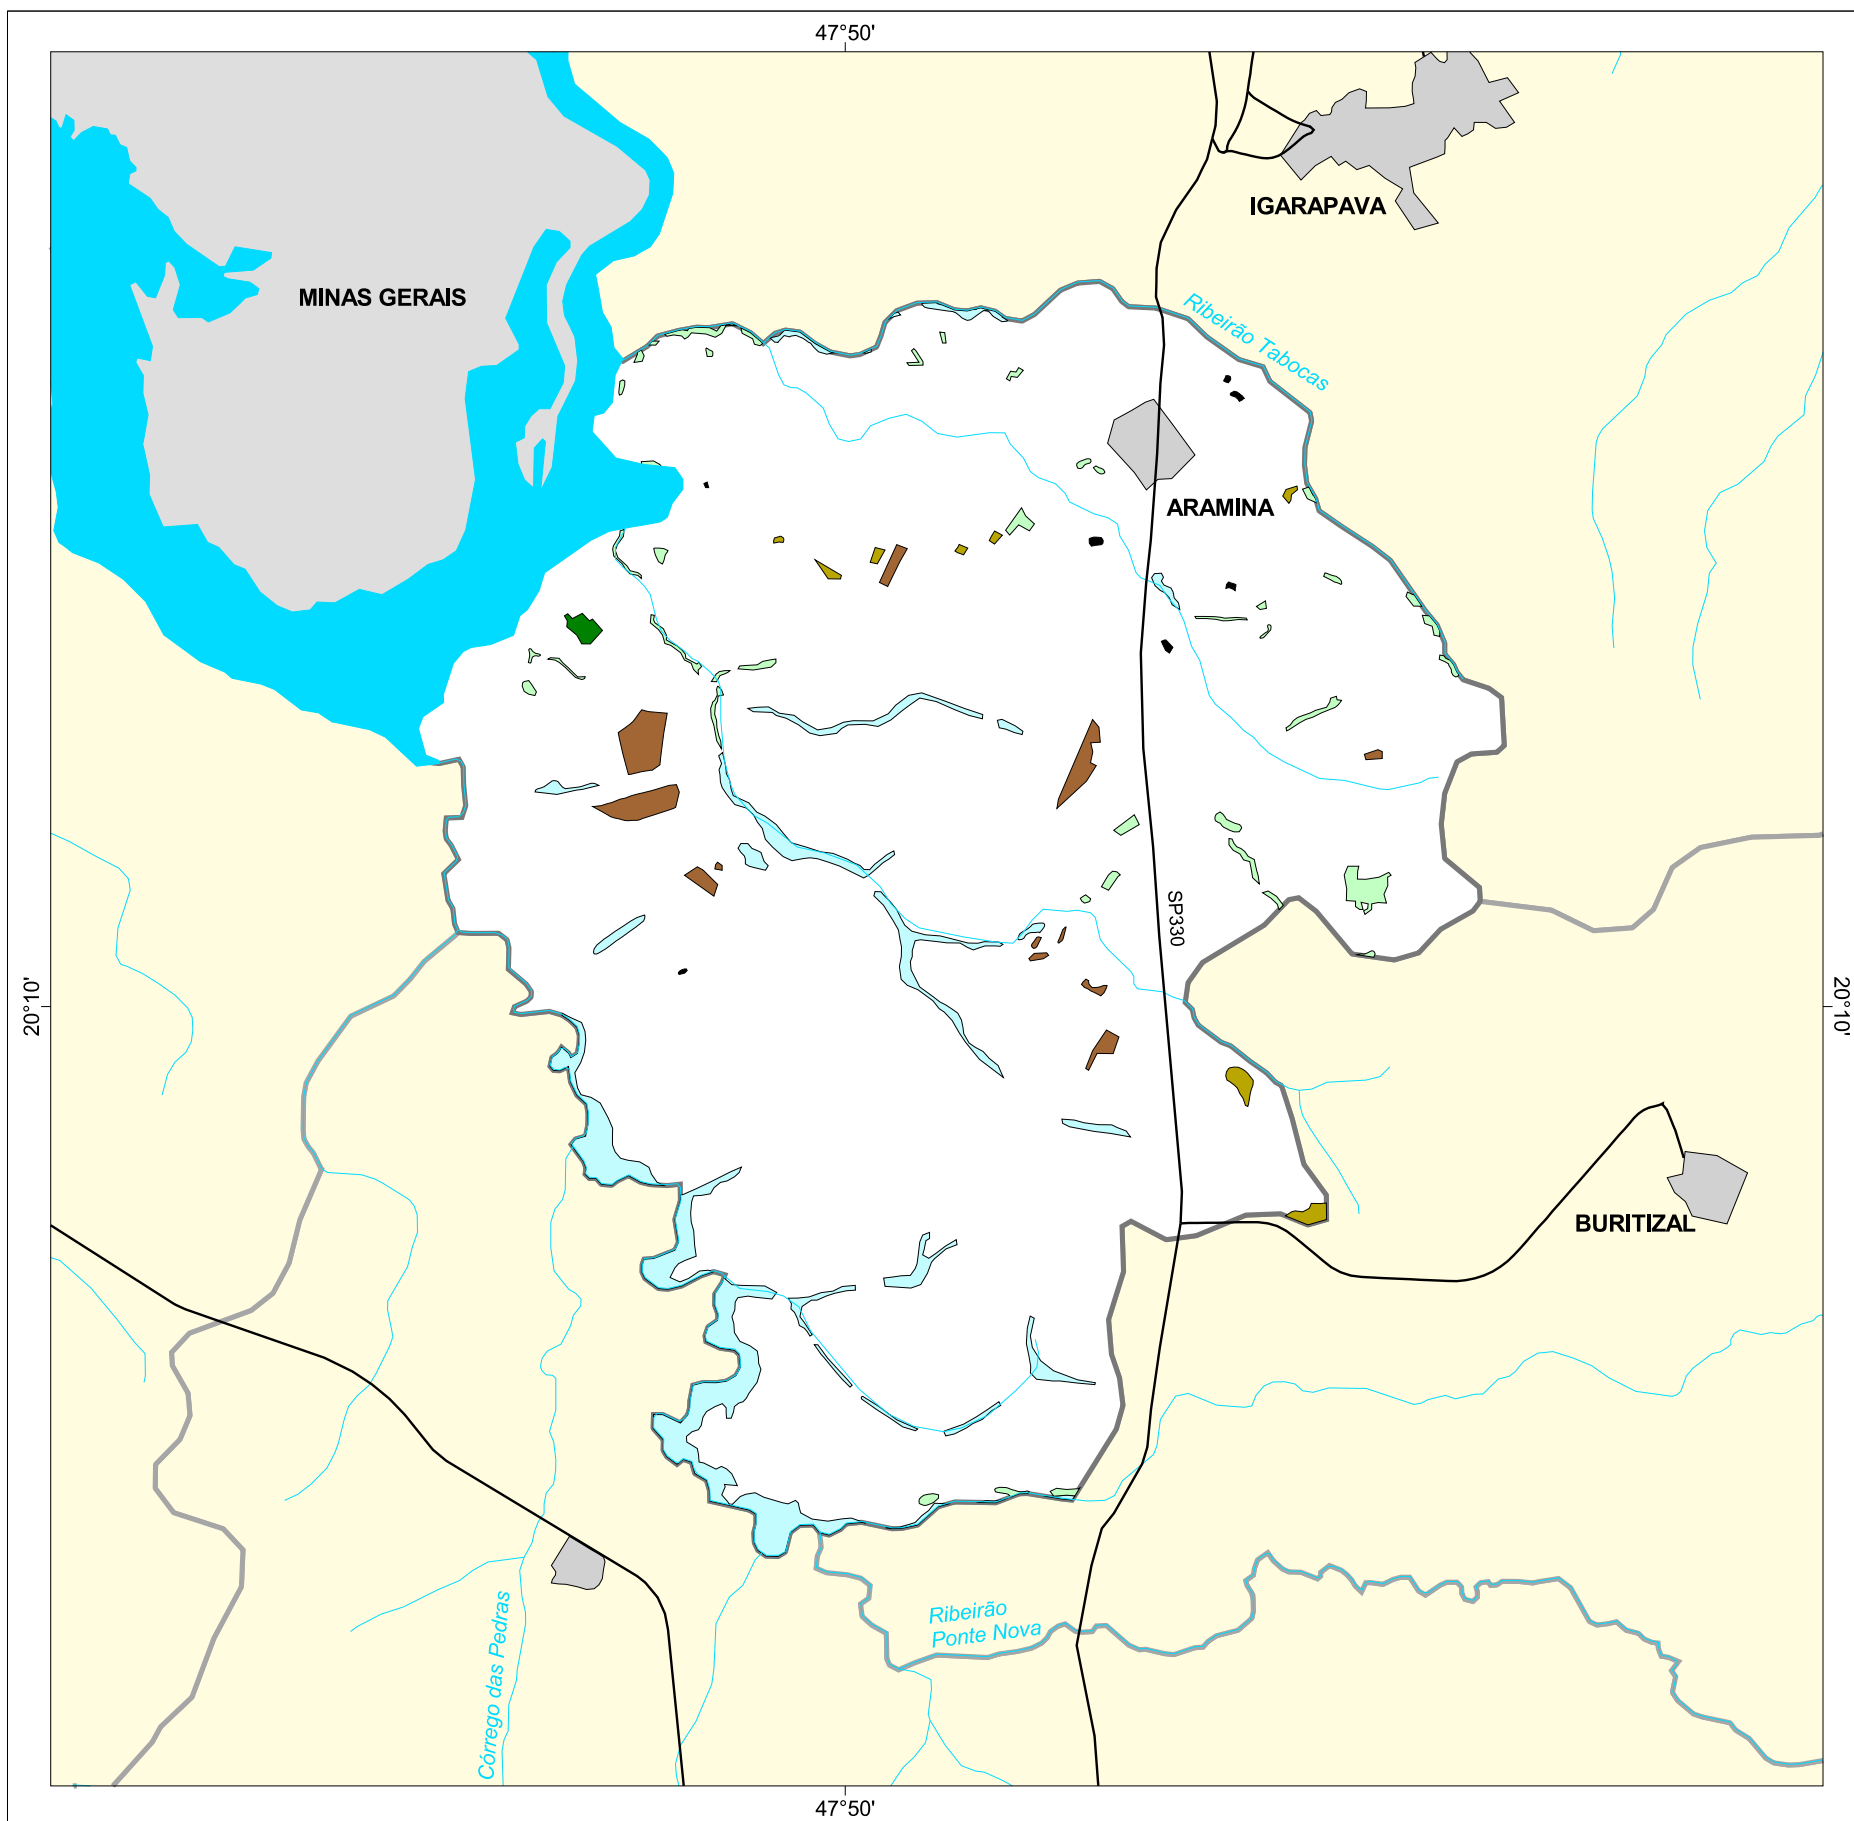 47°50'
IGARAPAVA
MINAS GERAIS
Ribeirão Tabocas
ARAMINA
SP330
20°10'
20°10'
BURITIZAL
Ribeirão
Ponte Nova
Córrego das Pedras
47°50'